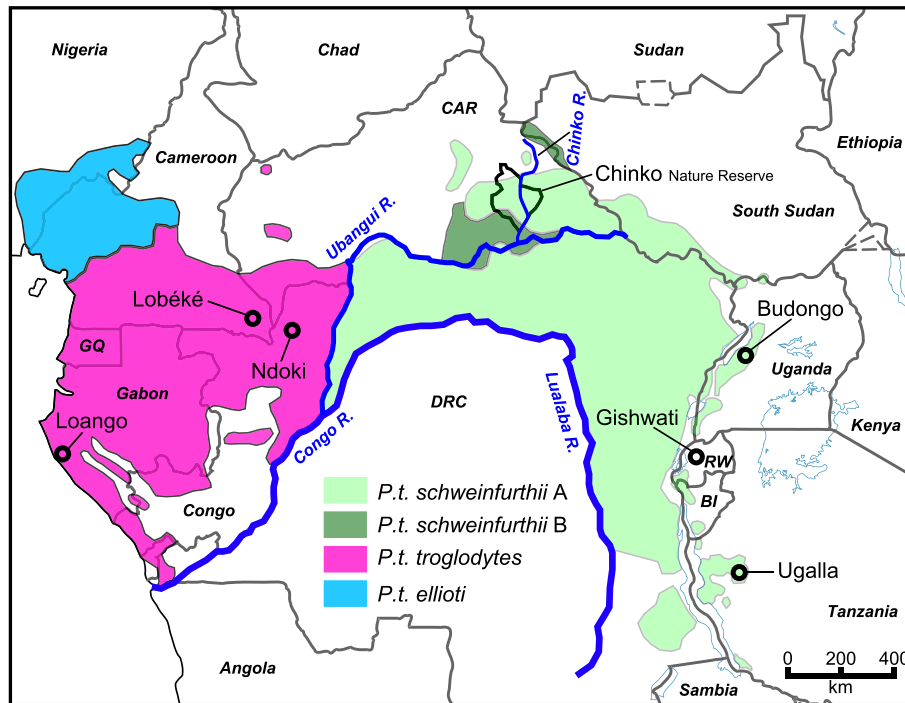 Nigeria
Chad
Sudan
CAR
Chinko R.
Chinko R.
Ethiopia
Cameroon
Chinko Nature Reserve
South Sudan
Ubangui R.
Lobéké
Budongo
GQ
Ndoki
Uganda
Gabon
DRC
Lualaba R.
Loango
Congo R.
Gishwati
Kenya
RW
P.t. schweinfurthii A
BI
Congo
P.t. schweinfurthii B
P.t. troglodytes
Ugalla
P.t. ellioti
Tanzania
Angola
0 200 400
km
Sambia